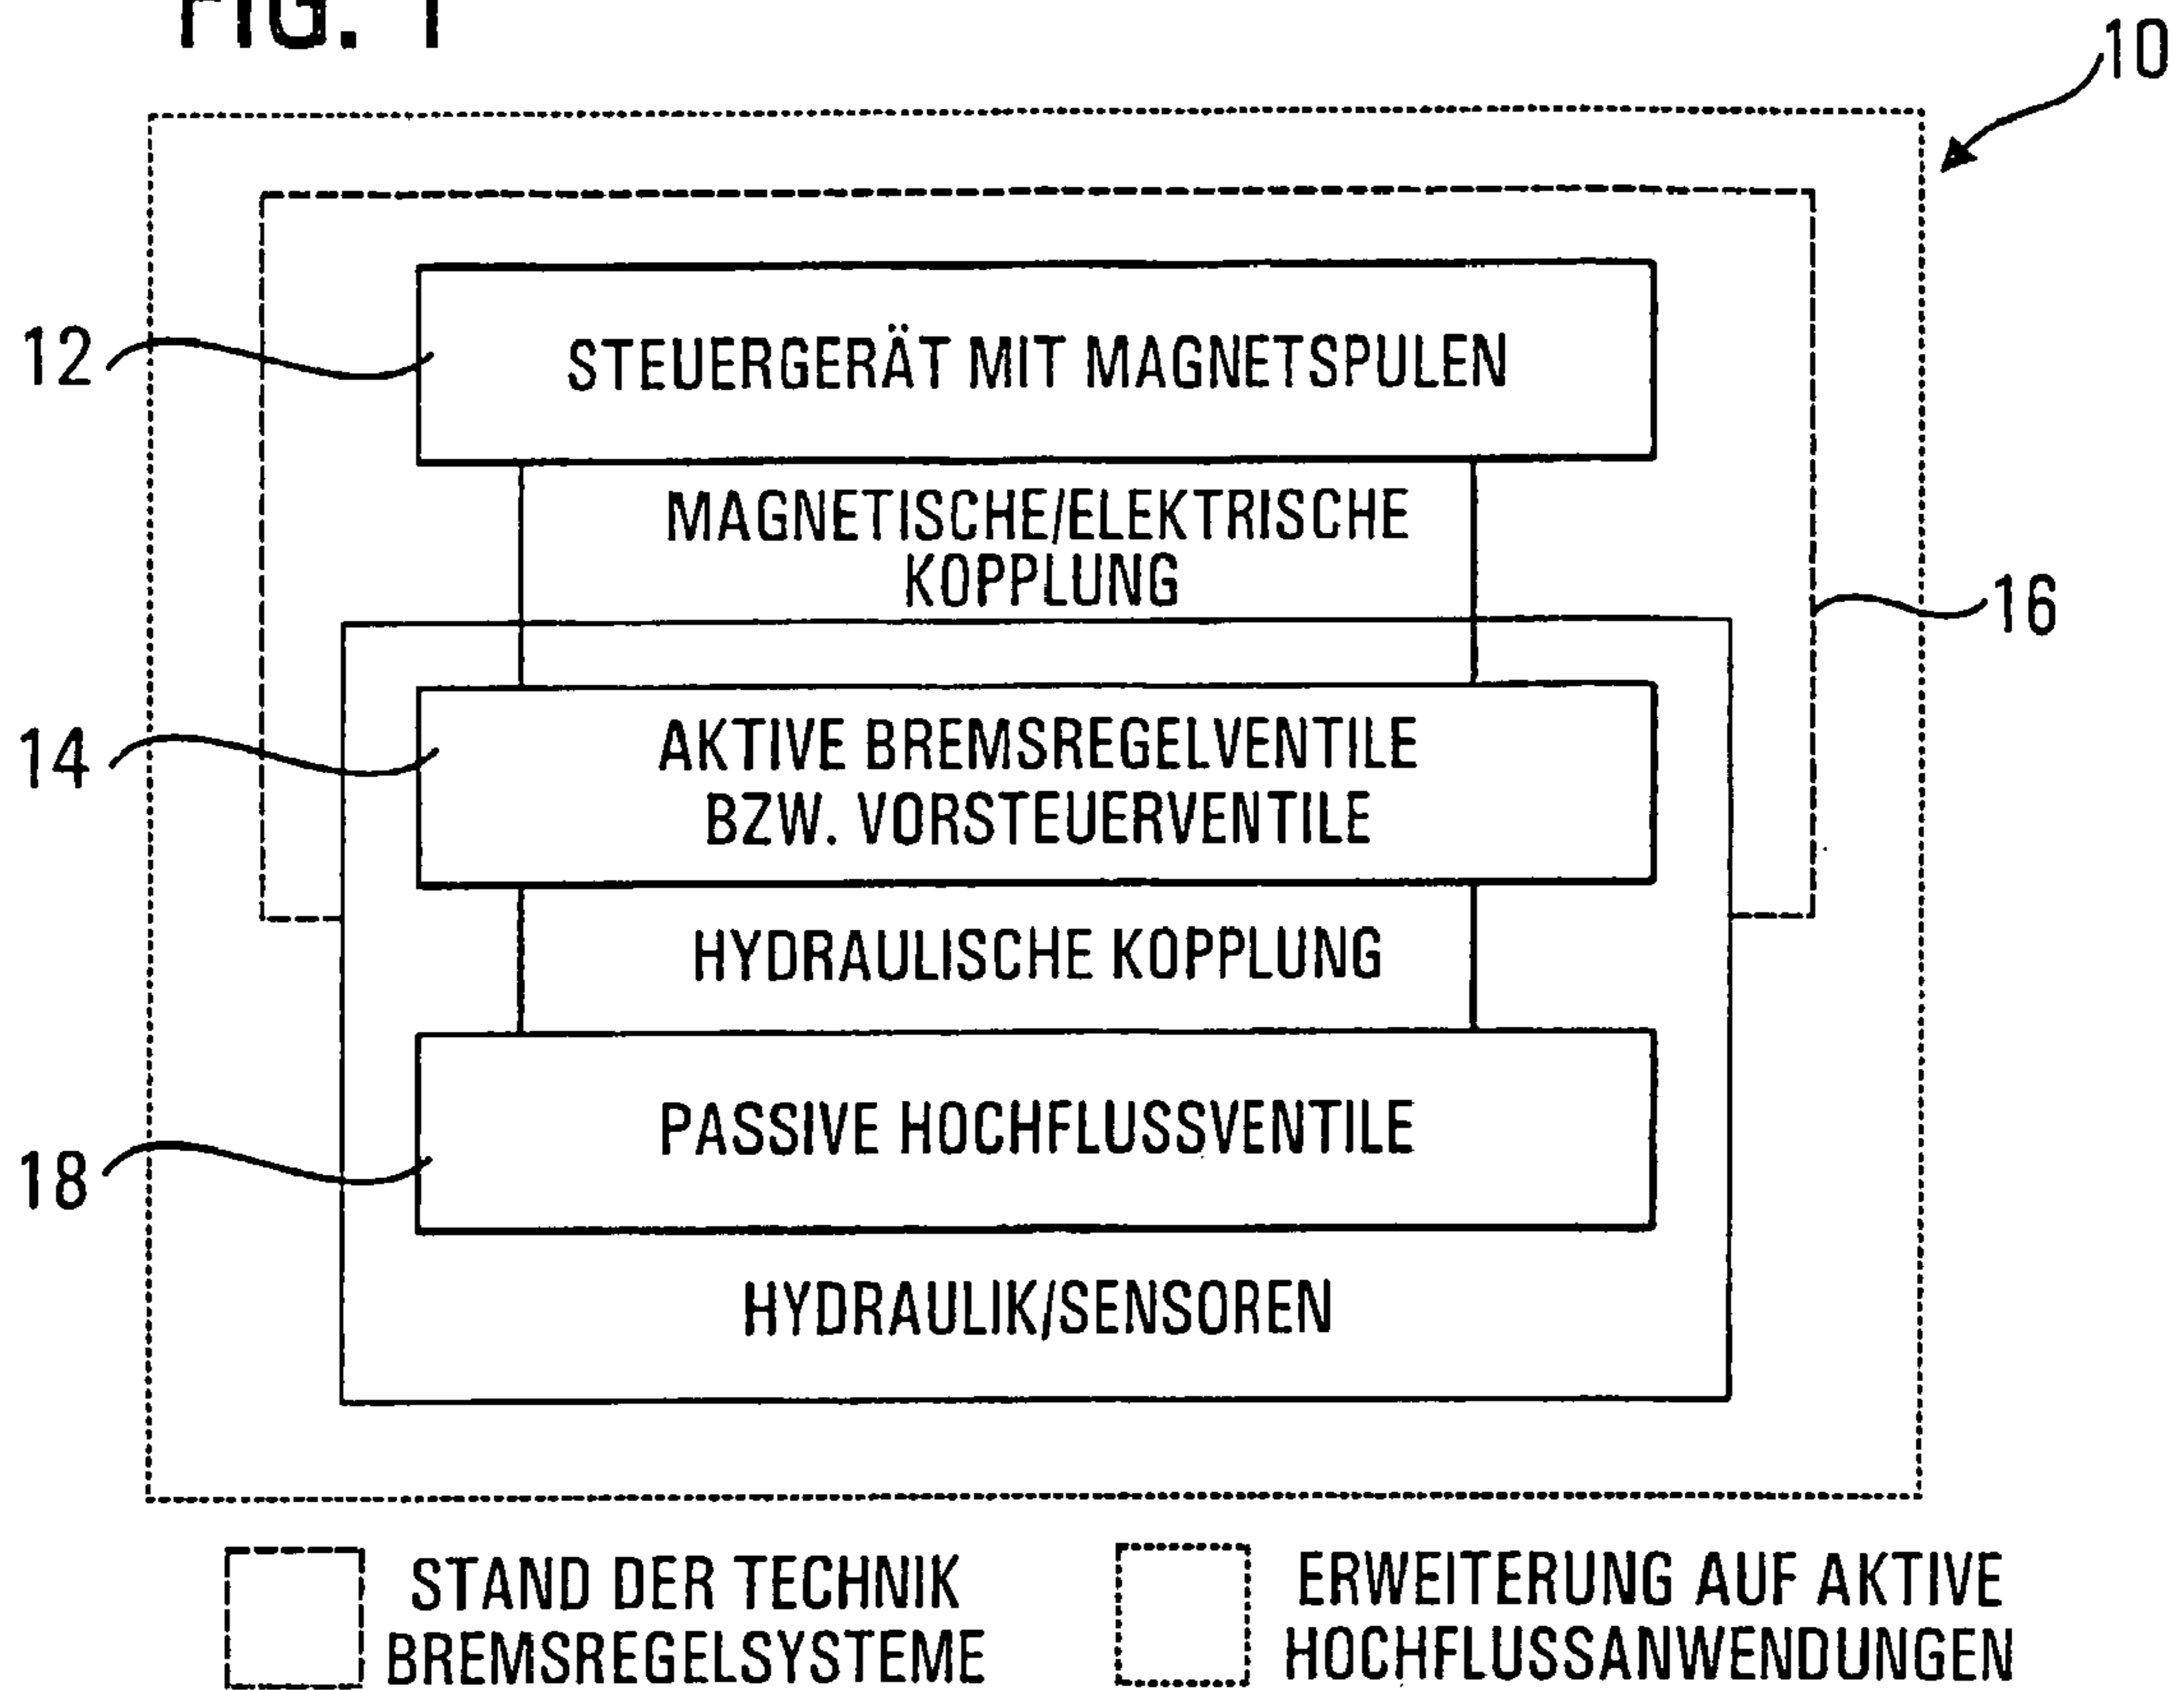 FIG. 1
10
12
STEUERGERÄT MIT MAGNETSPULEN
MAGNETISCHE/ELEKTRISCHE
KOPPLUNG
16
14
AKTIVE BREMSREGELVENTILE
BZW. VORSTEUERVENTILE
HYDRAULISCHE KOPPLUNG
18
PASSIVE HOCHFLUSSVENTILE
HYDRAULIK/SENSOREN
STAND DER TECHNIK
BREMSREGELSYSTEME
ERWEITERUNG AUF AKTIVE
HOCHFLUSSANWENDUNGEN